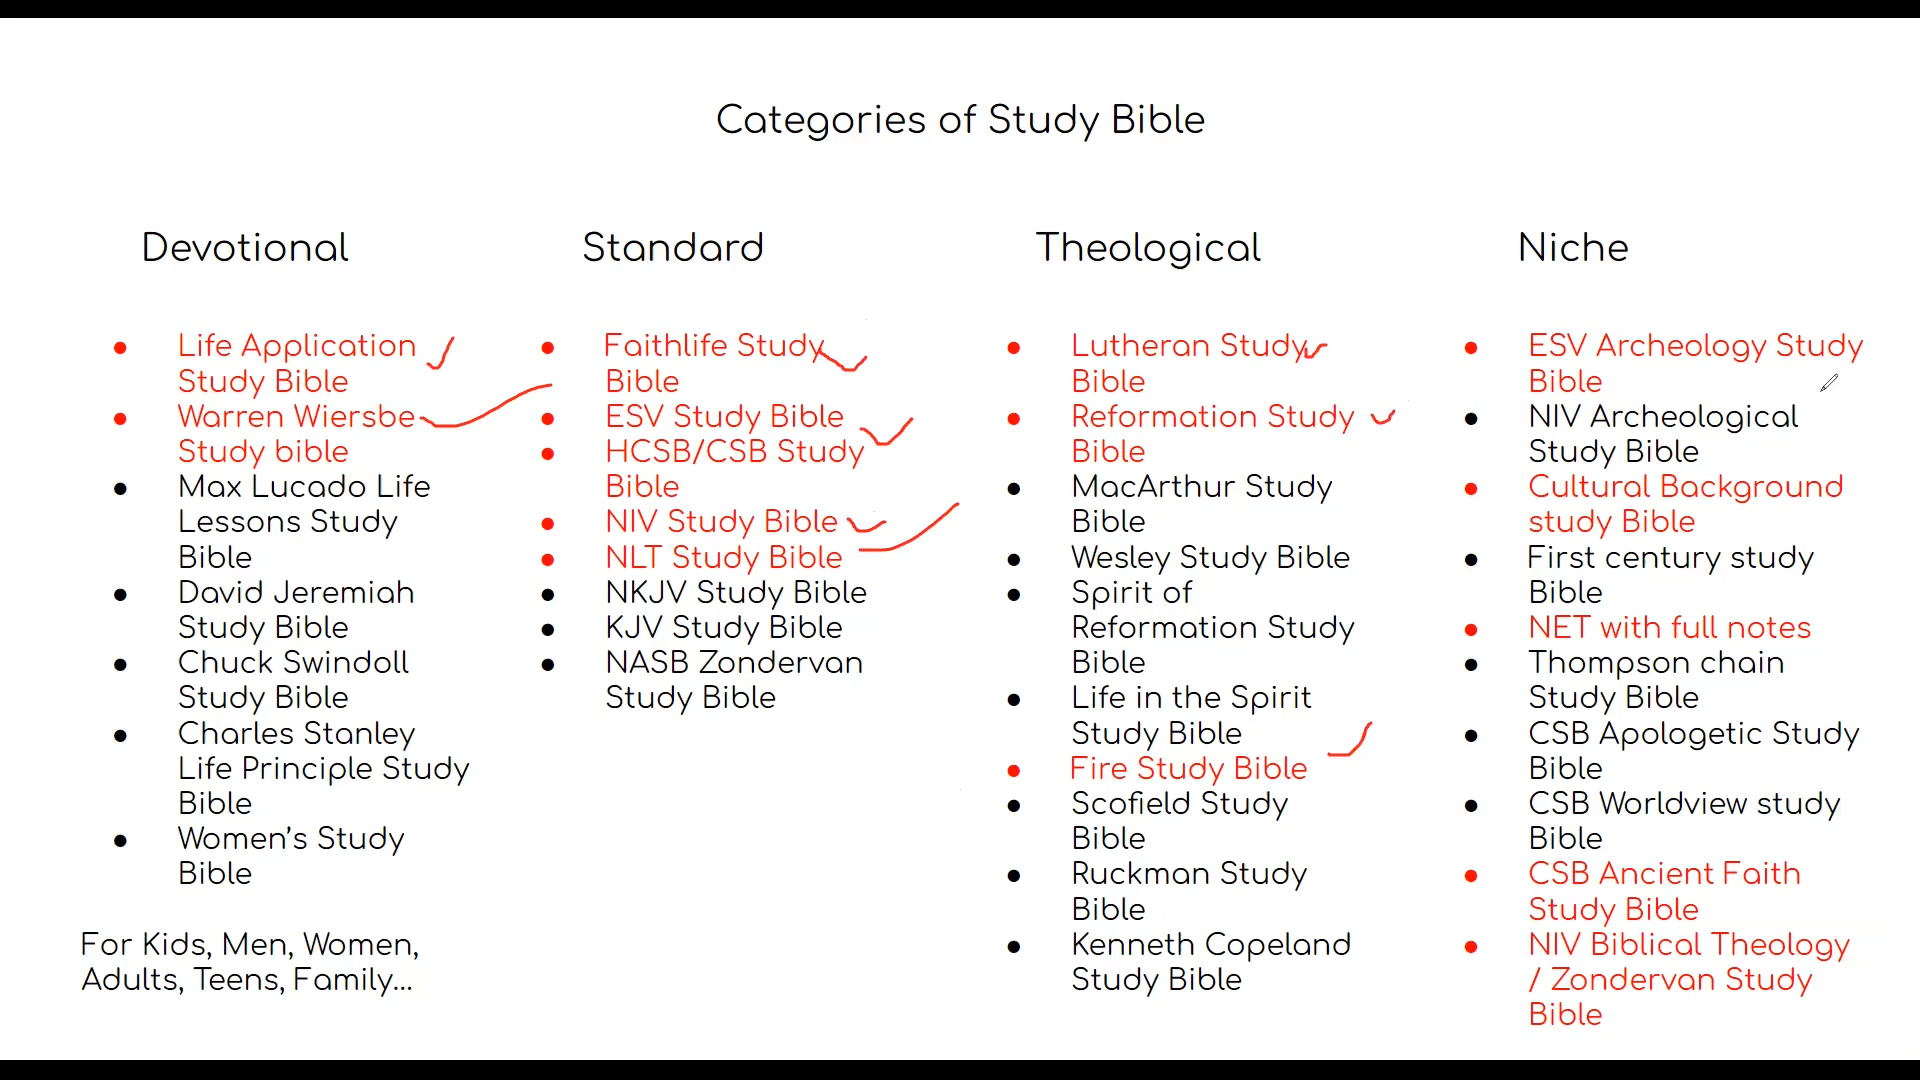 Categories of Study Bible
Devotional
Life Application
Study Bible
Warren Wiersbe
Study bible
Max Lucado Life
Lessons Study
Bible
David Jeremiah
Study Bible
Chuck Swindoll
Study Bible
Charles Stanley
Life Principle Study
Bible
Women's Study
Bible
For Kids, Men, Women,
Adults, Teens, Family...
Standard
Faithlife Study
Bible
ESV Study Bible
HCSB/CSB Study
Bible
NIV Study Bible
NLT Study Bible
NKJV Study Bible
KJV Study Bible
NASB Zondervan
Study Bible
Theological
Lutheran Study
Bible
Reformation Study
Bible
MacArthur Study
Bible
Wesley Study Bible
Spirit of
Reformation Study
Bible
Life in the Spirit
Study Bible
Fire Study Bible
Scofield Study
Bible
Ruckman Study
Bible
Kenneth Copeland
Study Bible
Niche
ESV Archeology Study
Bible
NIV Archeological
Study Bible
Cultural Background
study Bible
First century study
Bible
NET with full notes
Thompson chain
Study Bible
CSB Apologetic Study
Bible
CSB Worldview study
Bible
CSB Ancient Faith
Study Bible
NIV Biblical Theology
/ Zondervan Study
Bible